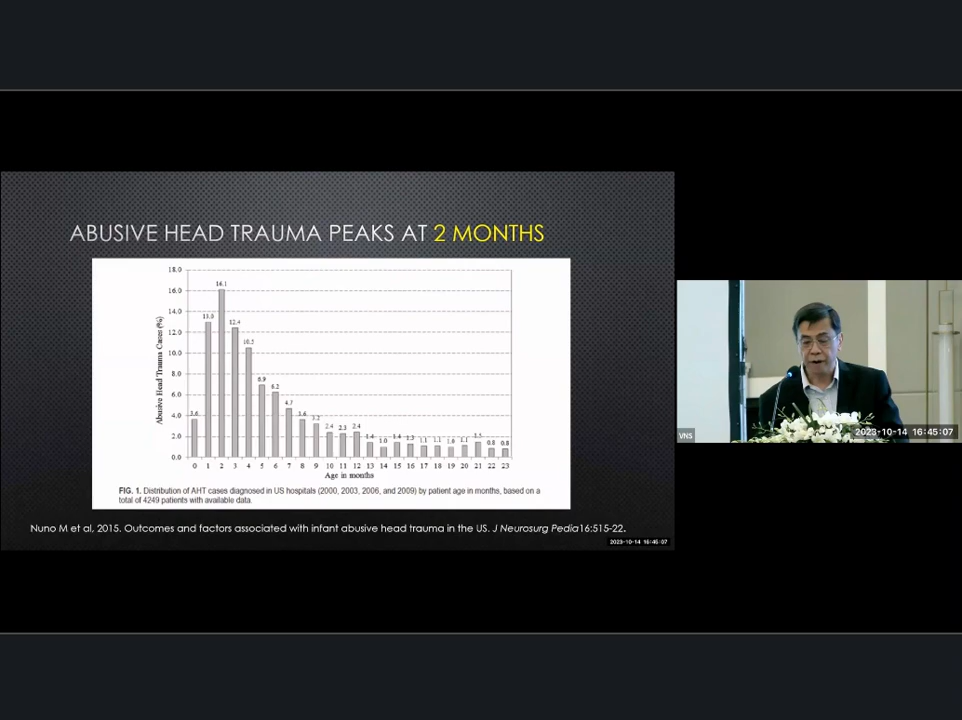 ABUSIVE HEAD TRAUMA PEAKS AT 2 MONTHS
18.0
16.0
14.0
12.0
10.0
8.0
6.0
4.0
2.0
0.0
Abusive Head Trauma Cases (%)
3.6 16.1 12.4 10.5 6.9 6.2 4.7 3.6 3.2 2.4 2.3 2.4 1.4 1.0 1.4 1.3 1.1 1.1 1.0 1.1 0.8 0.8
0 1 2 3 4 5 6 7 8 9 10 11 12 13 14 15 16 17 18 19 20 21 22 23
Age in months
FIG. 1. Distribution of AHT cases diagnosed in US hospitals (2000, 2003, 2006, and 2009) by patient age in months, based on a
total of 4249 patients with available data.
Nuno M et al, 2015. Outcomes and factors associated with infant abusive head trauma in the US. J Neurosurg Pedia16:515-22.
2023-10-14 16:45:07
VNS
2023-10-14 16:45:07